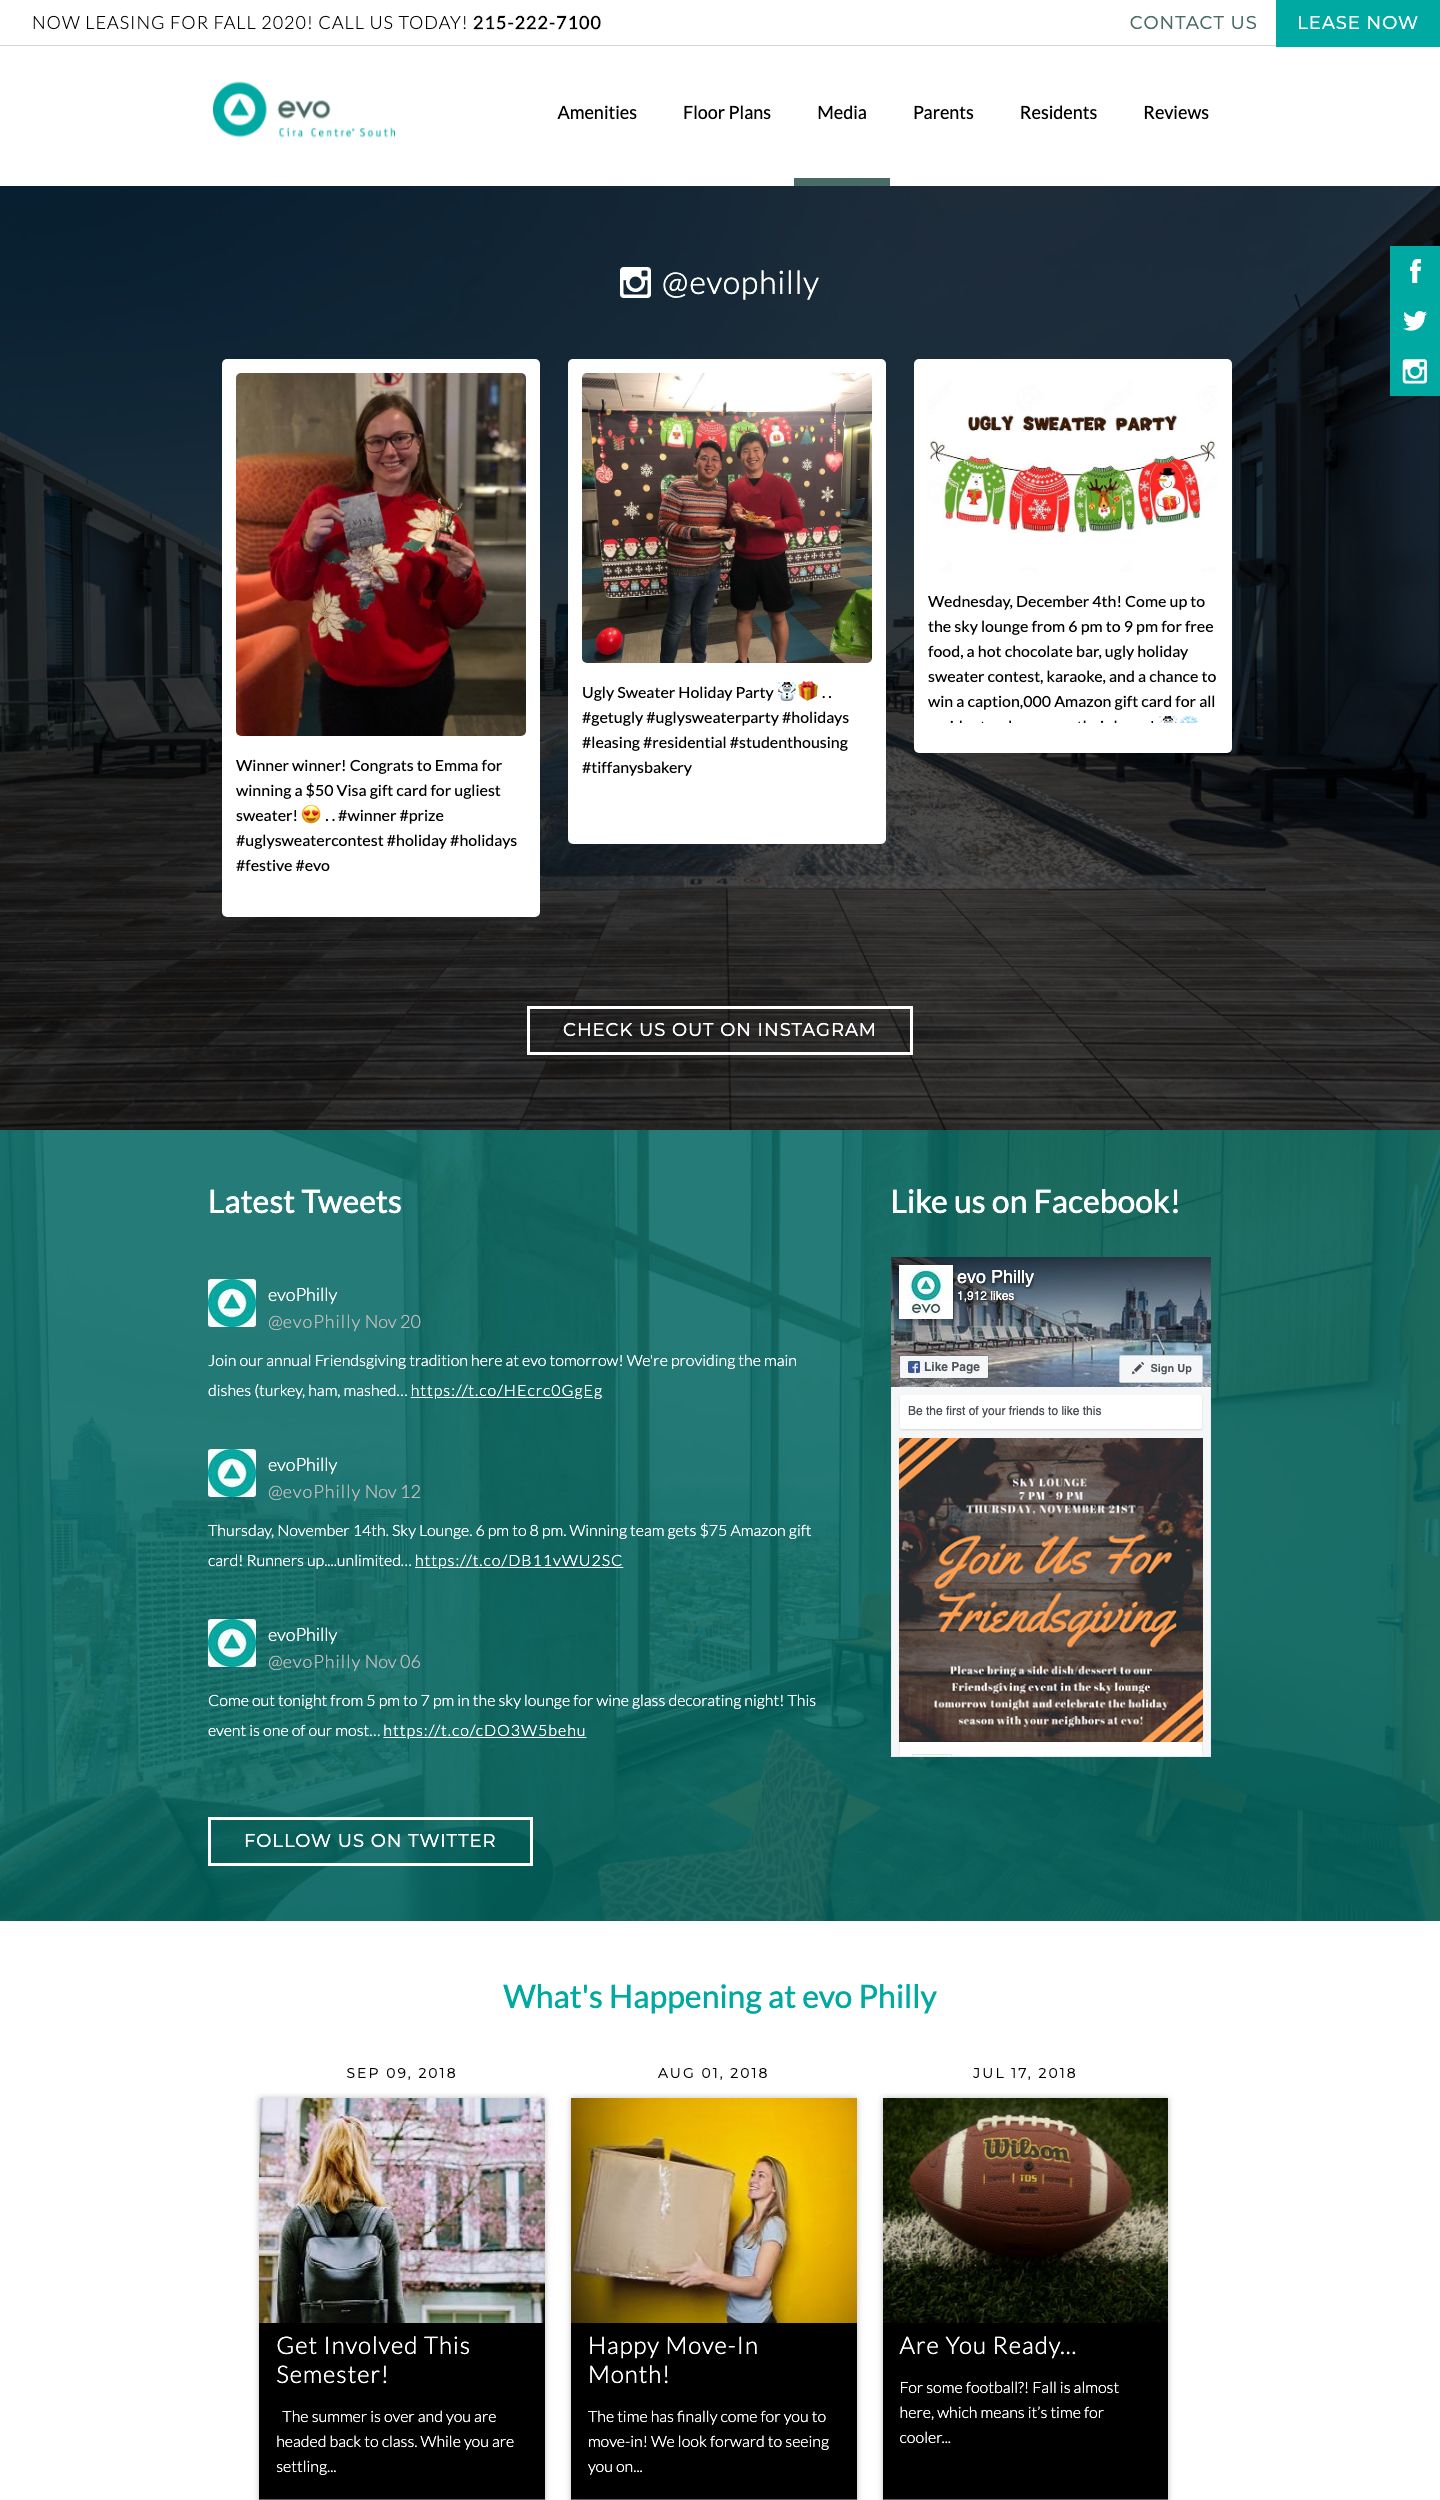 NOW LEASING FOR FALL 2020! CALL US TODAY! 215-222-7100
CONTACT US
LEASE NOW
evo
Cira Centre South
Amenities
Floor Plans
Media
Parents
Residents
Reviews
@evophilly
Winner winner! Congrats to Emma for
winning a $50 Visa gift card for ugliest
sweater! 😍 . . #winner #prize
#uglysweatercontest #holiday #holidays
#festive #evo
Ugly Sweater Holiday Party ☃️🎁 . .
#getugly #uglysweaterparty #holidays
#leasing #residential #studenthousing
#tiffanysbakery
UGLY SWEATER PARTY
Wednesday, December 4th! Come up to
the sky lounge from 6 pm to 9 pm for free
food, a hot chocolate bar, ugly holiday
sweater contest, karaoke, and a chance to
win a caption,000 Amazon gift card for all
CHECK US OUT ON INSTAGRAM
Latest Tweets
evoPhilly
@evoPhilly Nov 20
Join our annual Friendsgiving tradition here at evo tomorrow! We're providing the main
dishes (turkey, ham, mashed… https://t.co/HEcrc0GgEg
evoPhilly
@evoPhilly Nov 12
Thursday, November 14th. Sky Lounge. 6 pm to 8 pm. Winning team gets $75 Amazon gift
card! Runners up....unlimited… https://t.co/DB11vWU2SC
evoPhilly
@evoPhilly Nov 06
Come out tonight from 5 pm to 7 pm in the sky lounge for wine glass decorating night! This
event is one of our most… https://t.co/cDO3W5behu
FOLLOW US ON TWITTER
Like us on Facebook!
evo
evo Philly
1,912 likes
Like Page
Sign Up
Be the first of your friends to like this
SKY LOUNGE
7 PM - 9 PM
THURSDAY, NOVEMBER 21ST
Join Us For
Friendsgiving
Please bring a side dish/dessert to our
Friendsgiving event in the sky lounge
tomorrow tonight and celebrate the holiday
season with your neighbors at evo!
What's Happening at evo Philly
SEP 09, 2018
Get Involved This
Semester!
The summer is over and you are
headed back to class. While you are
settling...
AUG 01, 2018
Happy Move-In
Month!
The time has finally come for you to
move-in! We look forward to seeing
you on...
JUL 17, 2018
Wilson
TDS
Are You Ready...
For some football?! Fall is almost
here, which means it's time for
cooler...